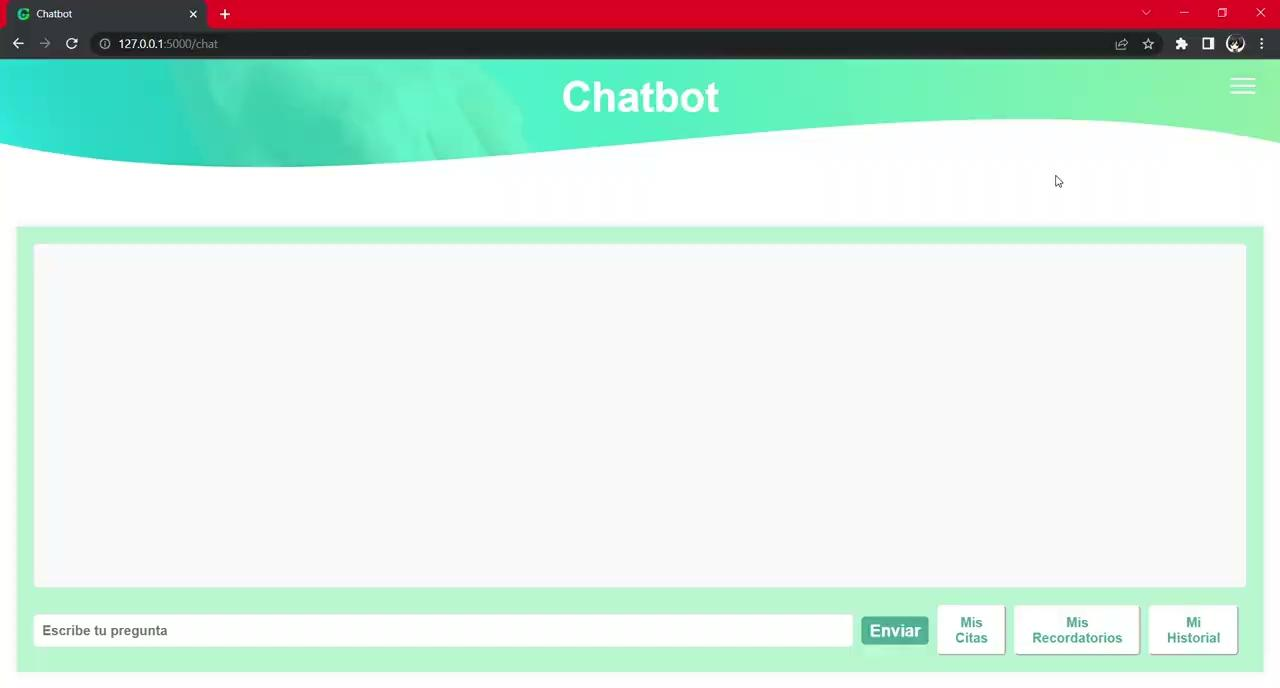 Chatbot
127.0.0.1:5000/chat
Chatbot
Escribe tu pregunta
Enviar
Mis
Citas
Mis
Recordatorios
Mi
Historial